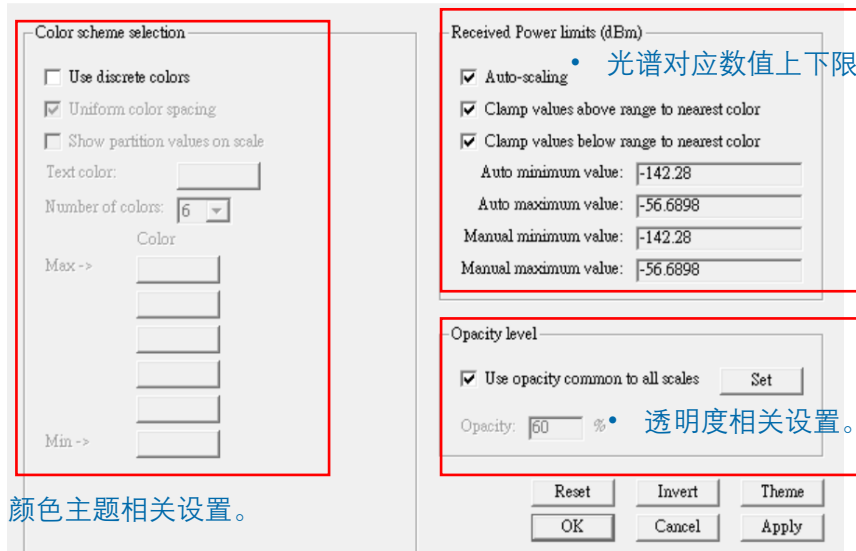 Color scheme selection
Use discrete colors
Uniform color spacing
Show partition values on scale
Text color:
Number of colors: 6
Color
Max ->
Min ->
颜色主题相关设置。
Received Power limits (dBm)
• 光谱对应数值上下限
Auto-scaling
Clamp values above range to nearest color
Clamp values below range to nearest color
Auto minimum value: -142.28
Auto maximum value: -56.6898
Manual minimum value: -142.28
Manual maximum value: -56.6898
Opacity level
Use opacity common to all scales Set
Opacity: 60 %
• 透明度相关设置。
Reset Invert Theme
OK Cancel Apply